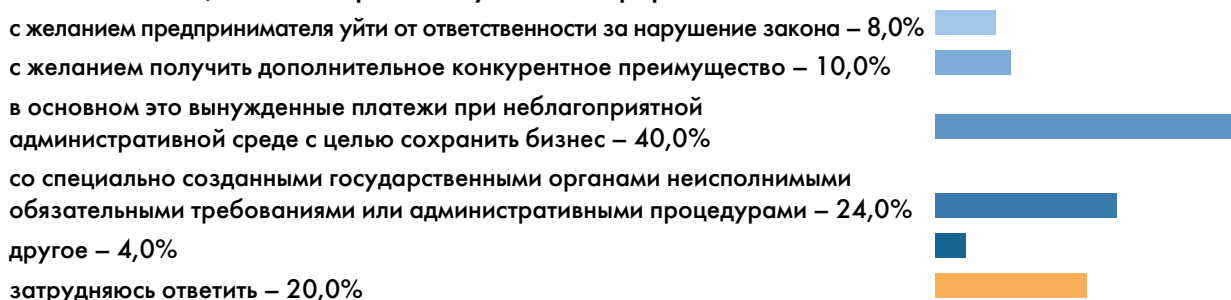 с желанием предпринимателя уйти от ответственности за нарушение закона – 8,0%
с желанием получить дополнительное конкурентное преимущество – 10,0%
в основном это вынужденные платежи при неблагоприятной
административной среде с целью сохранить бизнес – 40,0%
со специально созданными государственными органами неисполнимыми
обязательными требованиями или административными процедурами – 24,0%
другое – 4,0%
затрудняюсь ответить – 20,0%